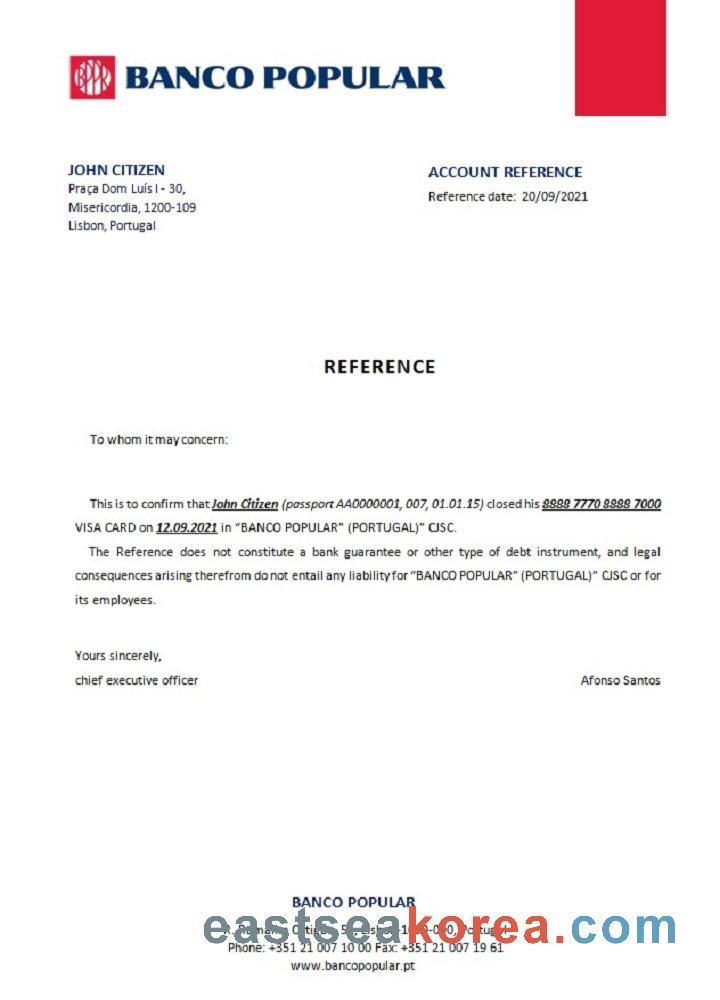 BANCO POPULAR
JOHN CITIZEN
Praça Dom Luís I - 30,
Misericordia, 1200-109
Lisbon, Portugal
ACCOUNT REFERENCE
Reference date: 20/09/2021
REFERENCE
To whom it may concern:
This is to confirm that John Citizen (passport AA0000001, 007, 01.01.15) closed his 8888 7770 8888 7000
VISA CARD on 12.09.2021 in “BANCO POPULAR” (PORTUGAL)” CJSC.
The Reference does not constitute a bank guarantee or other type of debt instrument, and legal
consequences arising therefrom do not entail any liability for “BANCO POPULAR” (PORTUGAL)” CJSC or for
its employees.
Yours sincerely,
chief executive officer
Afonso Santos
BANCO POPULAR
eastseakorea.com
Phone: +351 21 007 10 00 Fax: +351 21 007 19 61
www.bancopopular.pt